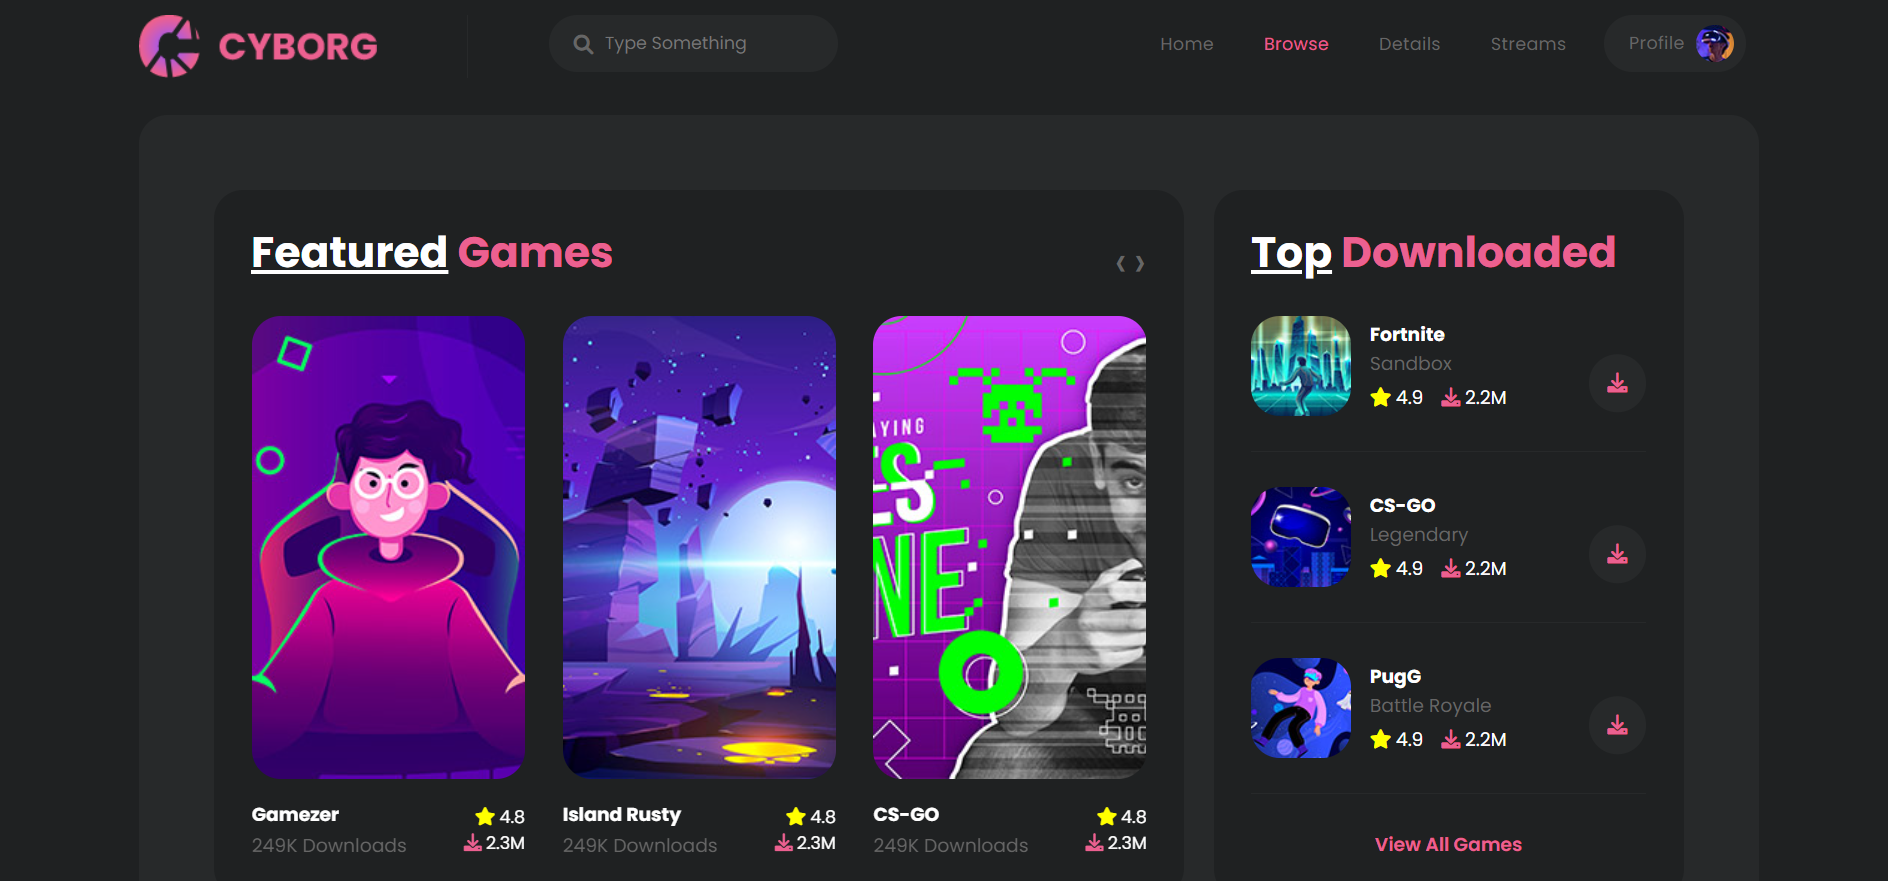 CYBORG
Type Something
Home
Browse
Details
Streams
Profile
Featured Games
‹ ›
AYING
ES
NE
Gamezer
4.8
249K Downloads
2.3M
Island Rusty
4.8
249K Downloads
2.3M
CS-GO
4.8
249K Downloads
2.3M
Top Downloaded
Fortnite
Sandbox
4.9 2.2M
CS-GO
Legendary
4.9 2.2M
PugG
Battle Royale
4.9 2.2M
View All Games